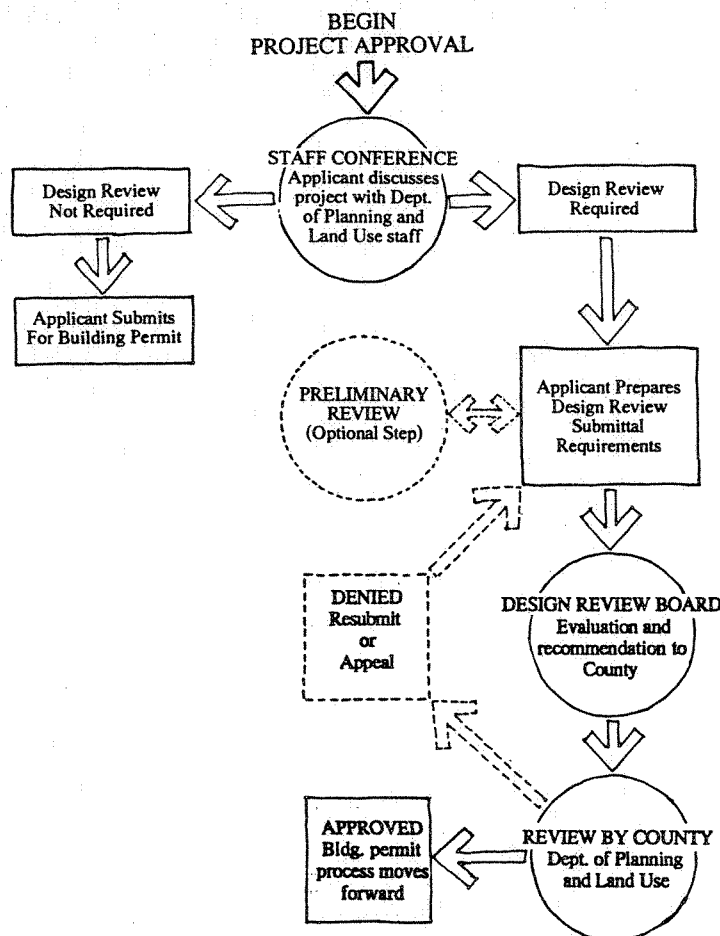 BEGIN
PROJECT APPROVAL
STAFF CONFERENCE
Applicant discusses
project with Dept.
of Planning and
Land Use staff
Design Review
Not Required
Design Review
Required
Applicant Submits
For Building Permit
PRELIMINARY
REVIEW
(Optional Step)
Applicant Prepares
Design Review
Submittal
Requirements
DENIED
Resubmit
or
Appeal
DESIGN REVIEW BOARD
Evaluation and
recommendation to
County
APPROVED
Bldg. permit
process moves
forward
REVIEW BY COUNTY
Dept. of Planning
and Land Use